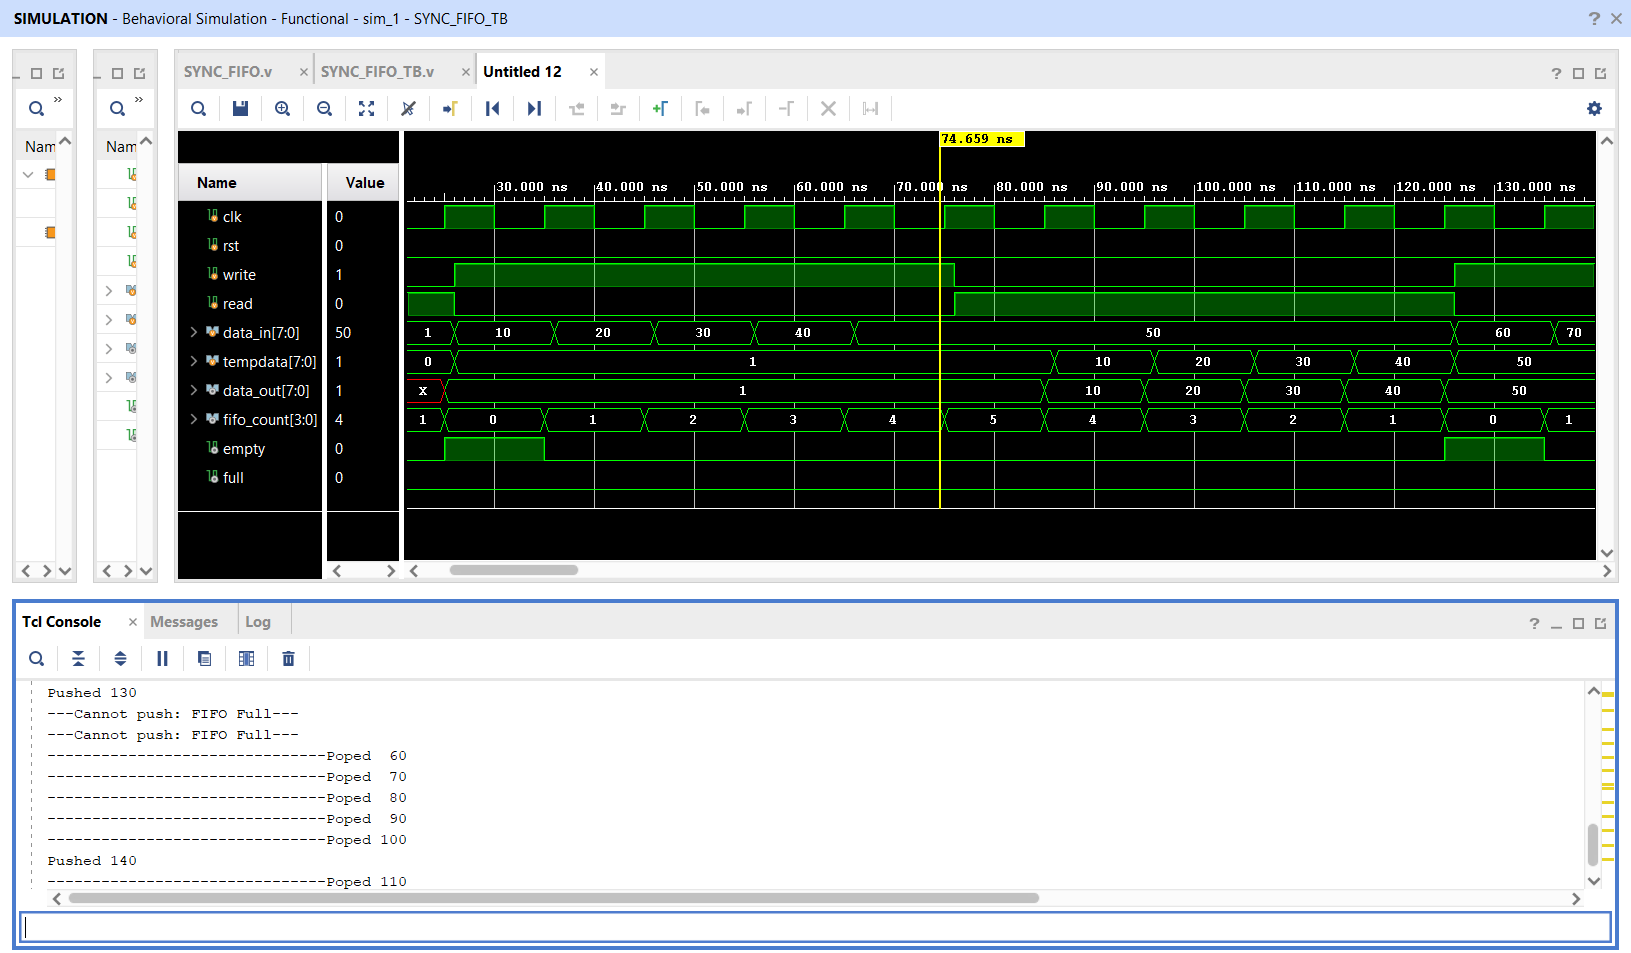 SIMULATION - Behavioral Simulation - Functional - sim_1 - SYNC_FIFO_TB
? ×
SYNC_FIFO.v × SYNC_FIFO_TB.v × Untitled 12 ×
?
» »
Nam Nam
74.659 ns
Name Value
30.000 ns 40.000 ns 50.000 ns 60.000 ns 70.000 ns 80.000 ns 90.000 ns 100.000 ns 110.000 ns 120.000 ns 130.000 ns
clk 0
rst 0
write 1
read 0
data_in[7:0] 50 1 10 20 30 40 50 60 70
tempdata[7:0] 1 0 1 10 20 30 40 50
data_out[7:0] 1 X 1 10 20 30 40 50
fifo_count[3:0] 4 1 0 1 2 3 4 5 4 3 2 1 0 1
empty 0
full 0
Tcl Console × Messages Log
?
Pushed 130
---Cannot push: FIFO Full---
---Cannot push: FIFO Full---
-------------------------------Poped  60
-------------------------------Poped  70
-------------------------------Poped  80
-------------------------------Poped  90
-------------------------------Poped 100
Pushed 140
-------------------------------Poped 110